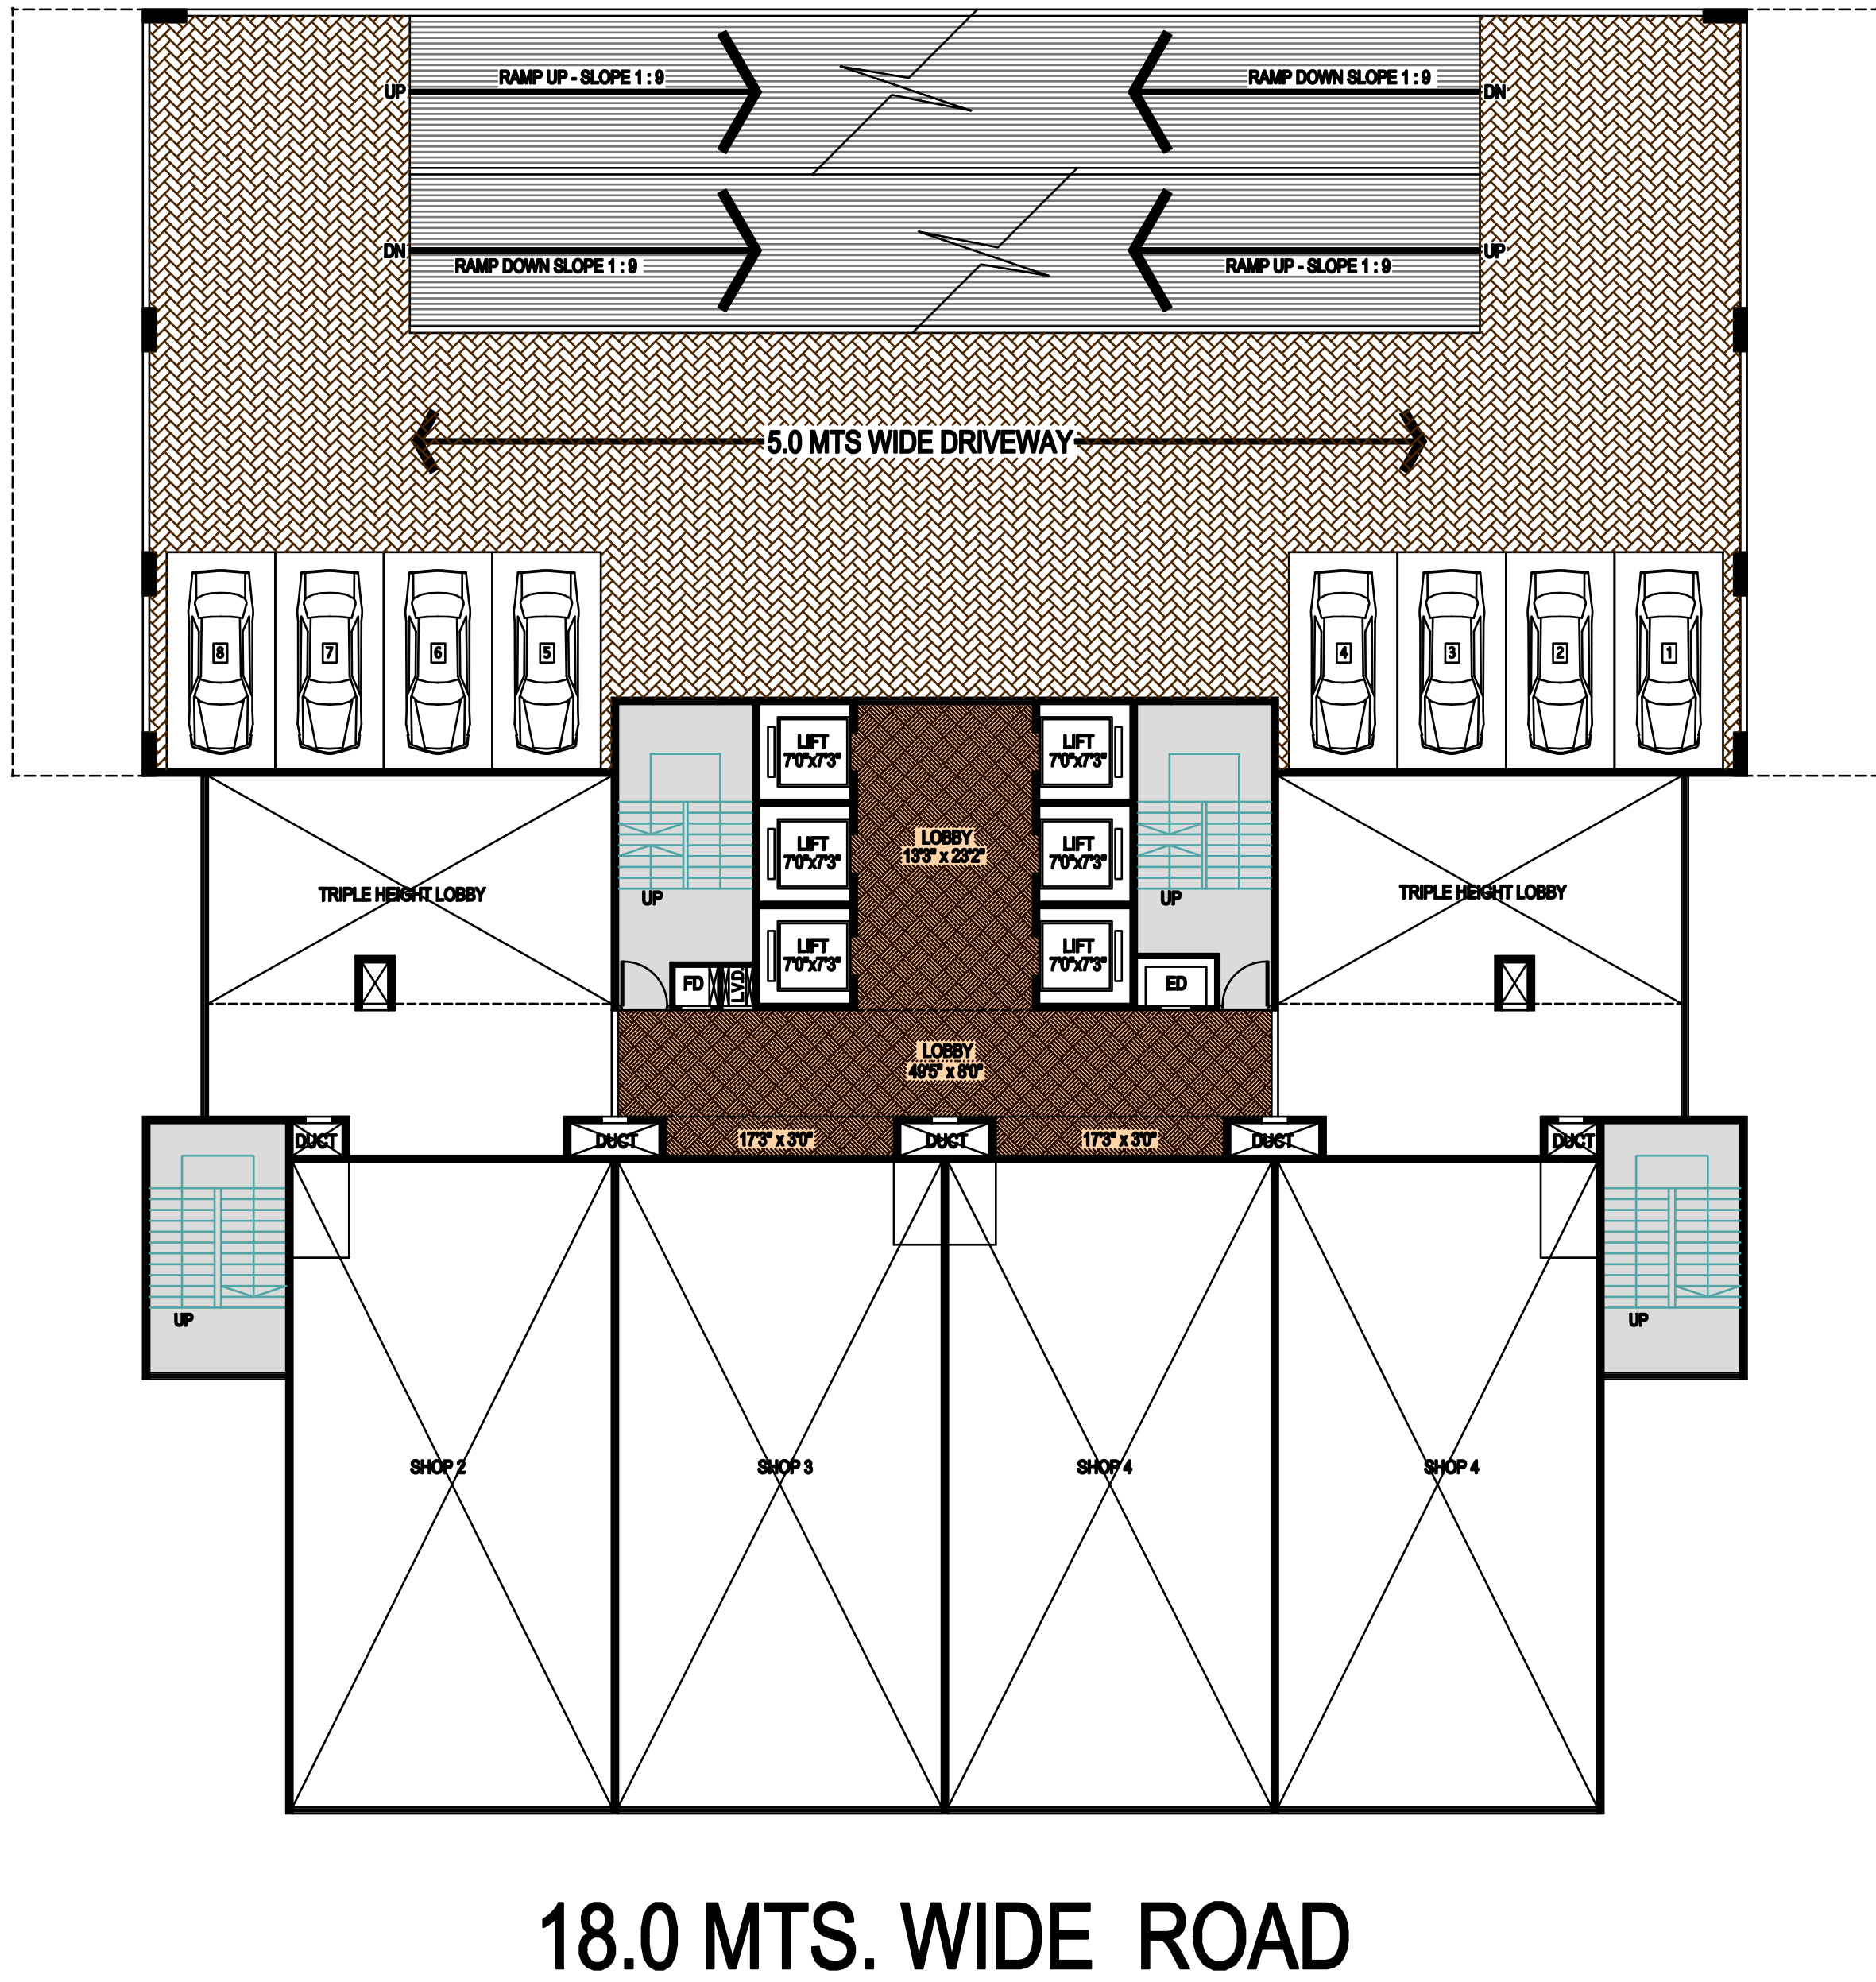 RAMP UP - SLOPE 1 : 9
RAMP DOWN SLOPE 1 : 9
UP
DN
DN
UP
RAMP DOWN SLOPE 1 : 9
RAMP UP - SLOPE 1 : 9
5.0 MTS WIDE DRIVEWAY
8
7
6
5
4
3
2
1
LIFT
7'0"x7'3"
LIFT
7'0"x7'3"
LIFT
7'0"x7'3"
LOBBY
13'3" x 23'2"
LIFT
7'0"x7'3"
TRIPLE HEIGHT LOBBY
UP
UP
TRIPLE HEIGHT LOBBY
LIFT
7'0"x7'3"
LIFT
7'0"x7'3"
FD
LVD
ED
LOBBY
49'5" x 8'0"
DUCT
DUCT
17'3" x 3'0"
DUCT
17'3" x 3'0"
DUCT
DUCT
UP
UP
SHOP 2
SHOP 3
SHOP 4
SHOP 4
18.0 MTS. WIDE ROAD